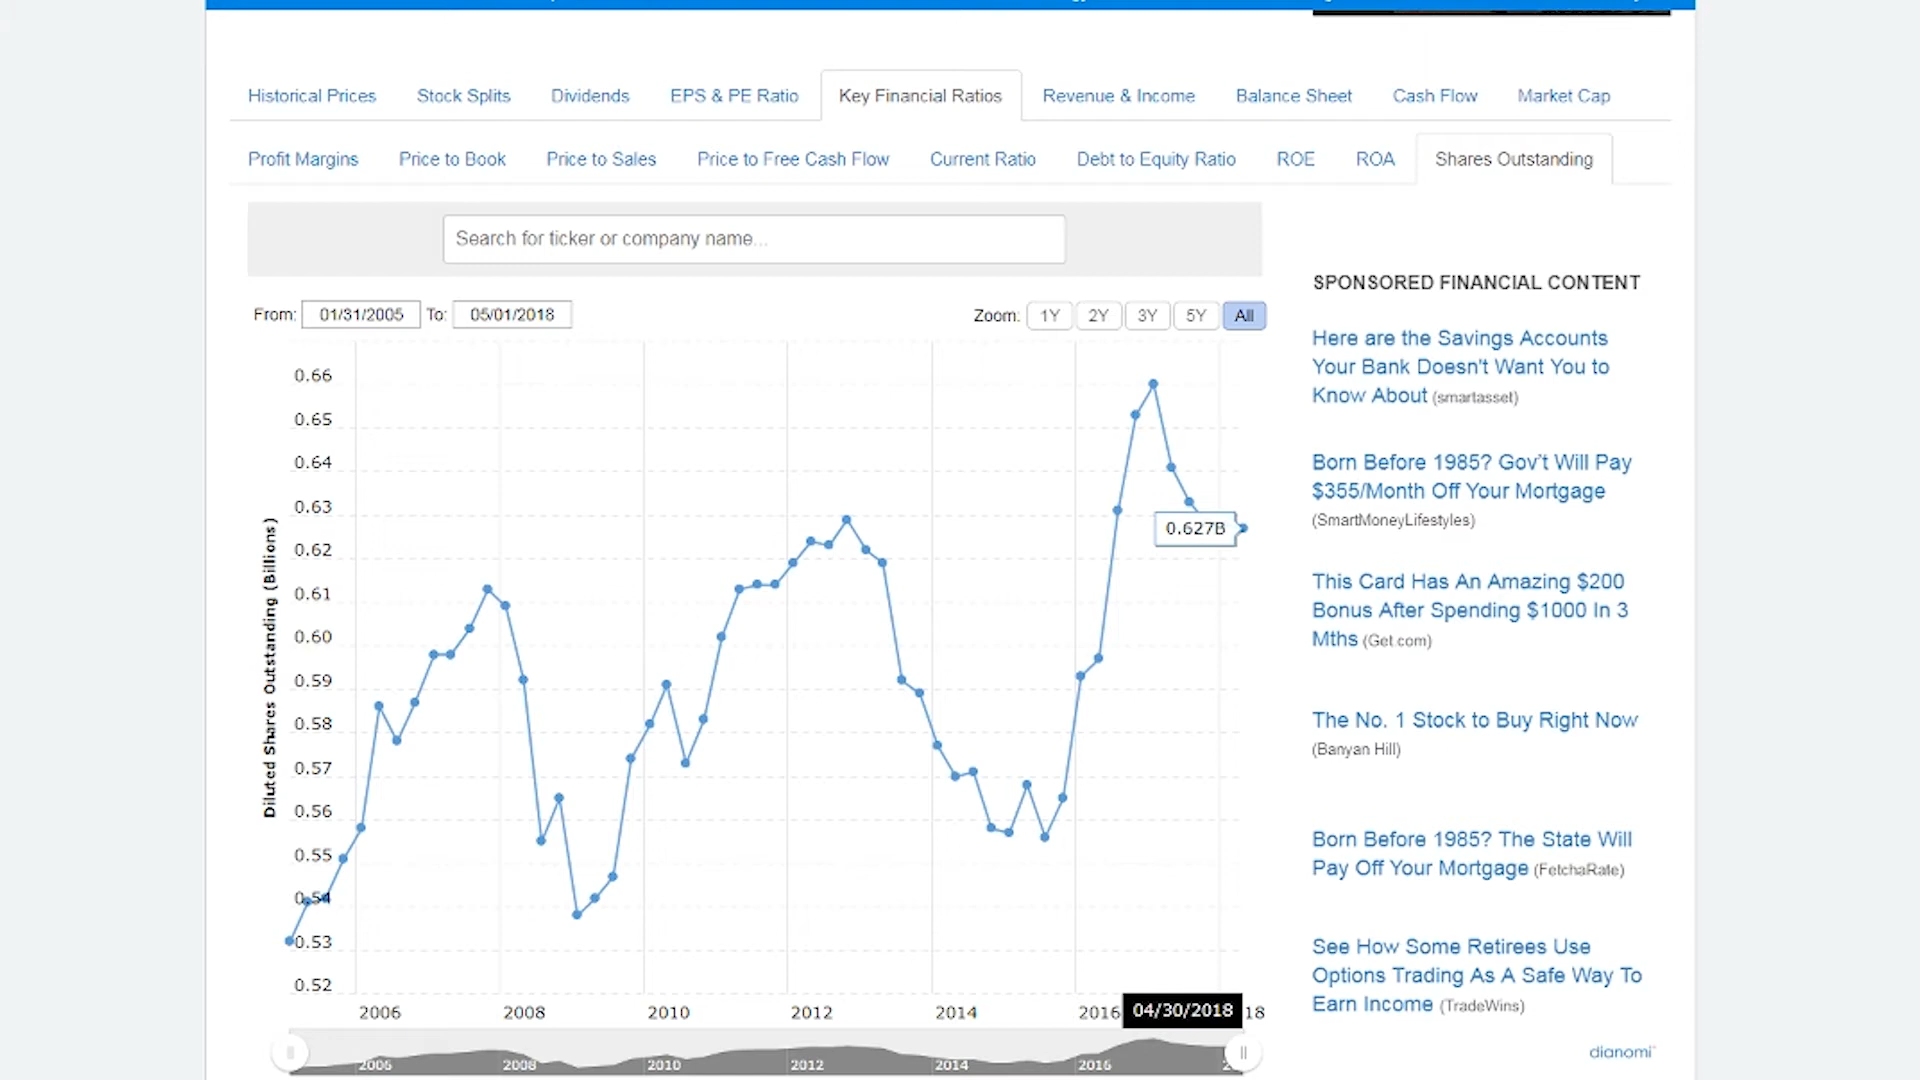 Historical Prices Stock Splits Dividends EPS & PE Ratio Key Financial Ratios Revenue & Income Balance Sheet Cash Flow Market Cap
Profit Margins Price to Book Price to Sales Price to Free Cash Flow Current Ratio Debt to Equity Ratio ROE ROA Shares Outstanding
Search for ticker or company name...
From: 01/31/2005 To: 05/01/2018 Zoom: 1Y 2Y 3Y 5Y All
Diluted Shares Outstanding (Billions)
0.66
0.65
0.64
0.63
0.62
0.61
0.60
0.59
0.58
0.57
0.56
0.55
0.54
0.53
0.52
0.627B
2006 2008 2010 2012 2014 2016 04/30/2018 18
2006 2008 2010 2012 2014 2016 2
SPONSORED FINANCIAL CONTENT
Here are the Savings Accounts
Your Bank Doesn't Want You to
Know About (smartasset)
Born Before 1985? Gov't Will Pay
$355/Month Off Your Mortgage
(SmartMoneyLifestyles)
This Card Has An Amazing $200
Bonus After Spending $1000 In 3
Mths (Get.com)
The No. 1 Stock to Buy Right Now
(Banyan Hill)
Born Before 1985? The State Will
Pay Off Your Mortgage (FetchaRate)
See How Some Retirees Use
Options Trading As A Safe Way To
Earn Income (TradeWins)
dianomi